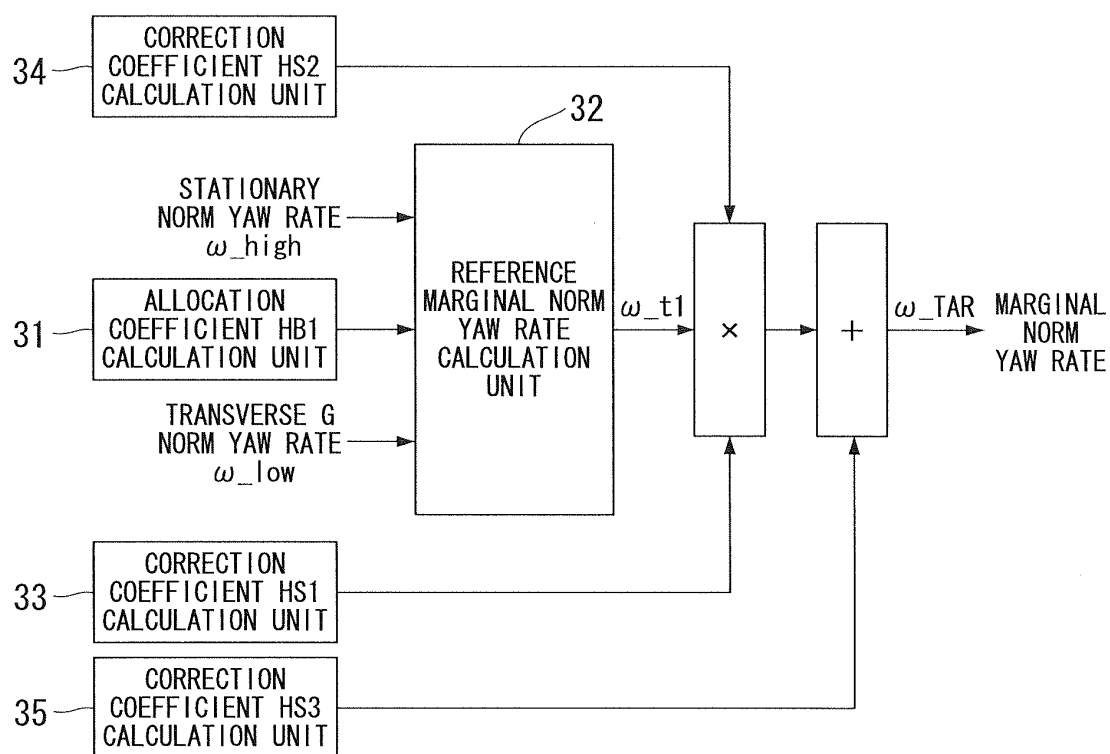 34
CORRECTION
COEFFICIENT HS2
CALCULATION UNIT
32
STATIONARY
NORM YAW RATE
ω_high
31
ALLOCATION
COEFFICIENT HB1
CALCULATION UNIT
TRANSVERSE G
NORM YAW RATE
ω_low
REFERENCE
MARGINAL NORM
YAW RATE
CALCULATION
UNIT
ω_t1
×
+
ω_TAR
MARGINAL
NORM
YAW RATE
33
CORRECTION
COEFFICIENT HS1
CALCULATION UNIT
35
CORRECTION
COEFFICIENT HS3
CALCULATION UNIT